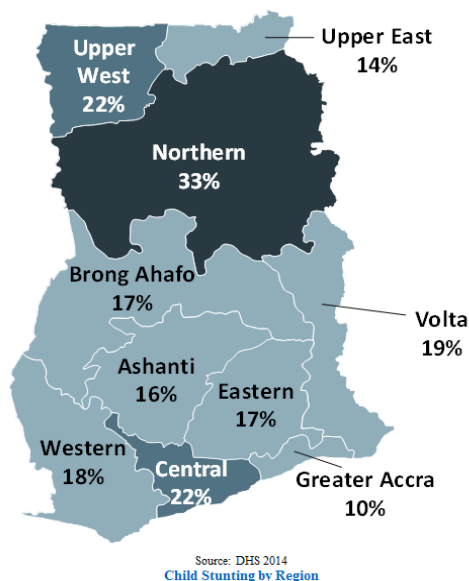 Upper East
14%
Upper
West
22%
Northern
33%
Brong Ahafo
17%
Volta
19%
Ashanti
16%
Eastern
17%
Western
18%
Central
22%
Greater Accra
10%
Source: DHS 2014
Child Stunting by Region